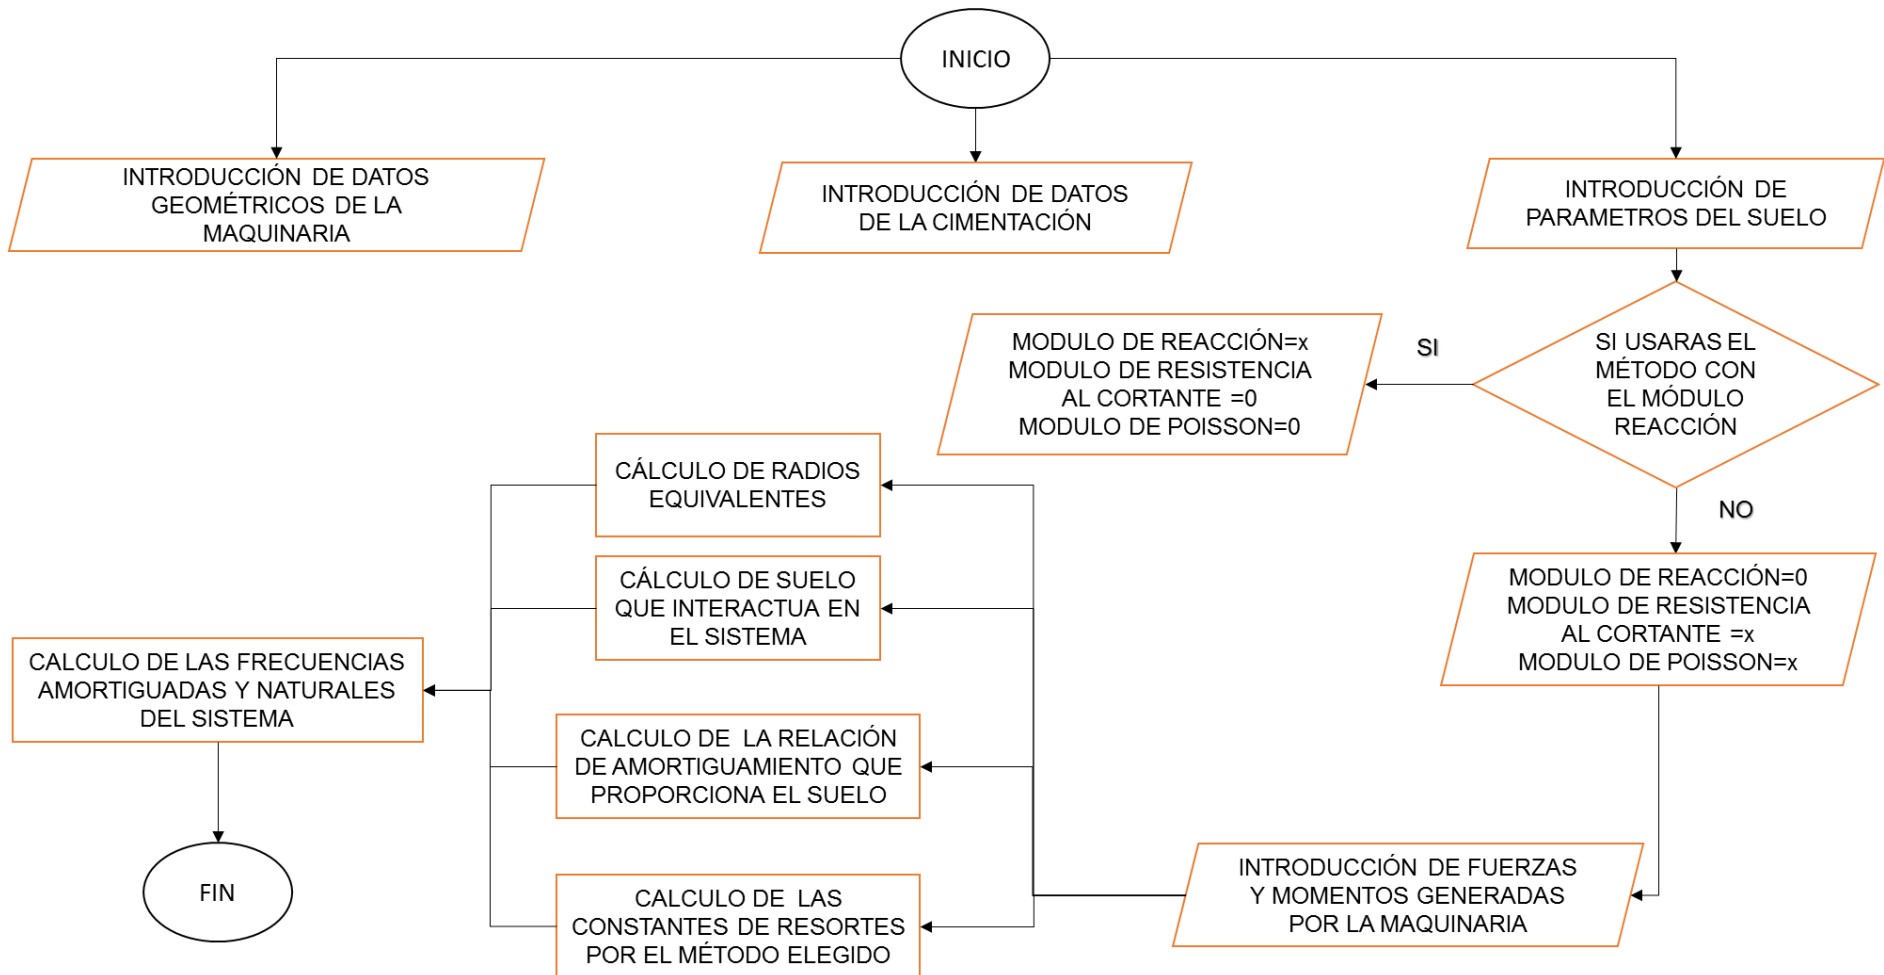 INICIO
INTRODUCCIÓN DE DATOS
GEOMÉTRICOS DE LA
MAQUINARIA
INTRODUCCIÓN DE DATOS
DE LA CIMENTACIÓN
INTRODUCCIÓN DE
PARAMETROS DEL SUELO
SI USARAS EL
MÉTODO CON
EL MÓDULO
REACCIÓN
SI
MODULO DE REACCIÓN=x
MODULO DE RESISTENCIA
AL CORTANTE =0
MODULO DE POISSON=0
NO
MODULO DE REACCIÓN=0
MODULO DE RESISTENCIA
AL CORTANTE =x
MODULO DE POISSON=x
INTRODUCCIÓN DE FUERZAS
Y MOMENTOS GENERADAS
POR LA MAQUINARIA
CÁLCULO DE RADIOS
EQUIVALENTES
CÁLCULO DE SUELO
QUE INTERACTUA EN
EL SISTEMA
CALCULO DE LA RELACIÓN
DE AMORTIGUAMIENTO QUE
PROPORCIONA EL SUELO
CALCULO DE LAS
CONSTANTES DE RESORTES
POR EL MÉTODO ELEGIDO
CALCULO DE LAS FRECUENCIAS
AMORTIGUADAS Y NATURALES
DEL SISTEMA
FIN